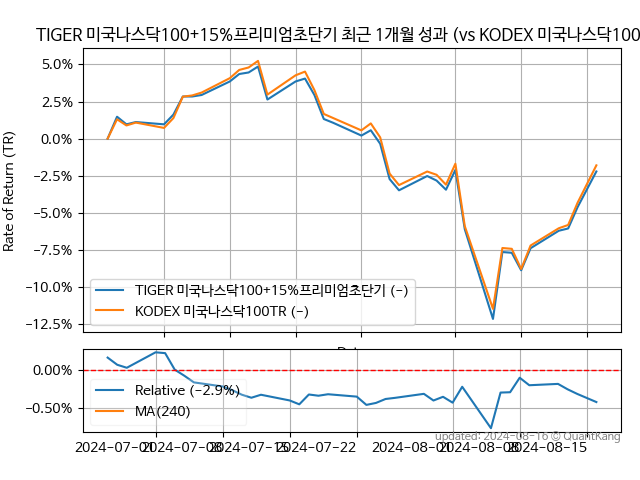 TIGER 미국나스닥100+15%프리미엄초단기 최근 1개월 성과 (vs KODEX 미국나스닥100
Rate of Return (TR)
5.0%
2.5%
0.0%
−2.5%
−5.0%
−7.5%
−10.0%
−12.5%
TIGER 미국나스닥100+15%프리미엄초단기 (-)
KODEX 미국나스닥100TR (-)
0.00%
−0.50%
Relative (-2.9%)
MA(240)
updated: 2024-08-16 © QuantKang
2024-07-01
2024-07-08
2024-07-15
2024-07-22
2024-08-01
2024-08-08
2024-08-15